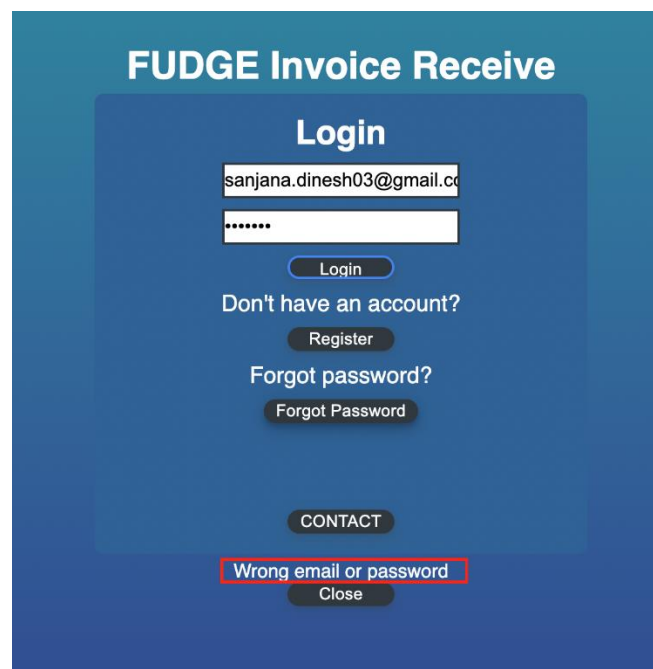 FUDGE Invoice Receive
Login
sanjana.dinesh03@gmail.co
•••••••
Login
Don't have an account?
Register
Forgot password?
Forgot Password
CONTACT
Wrong email or password
Close